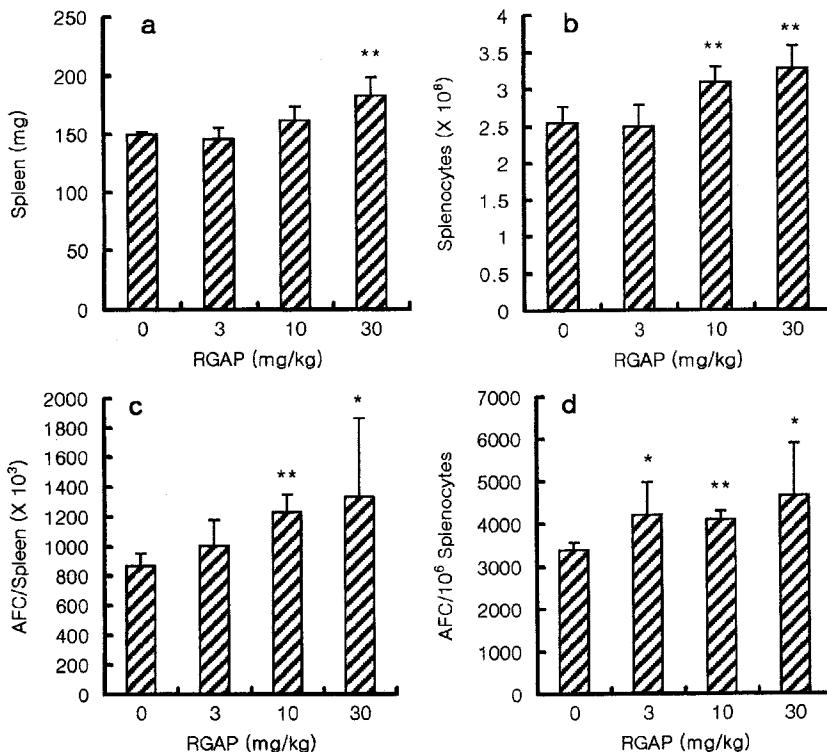 a
250
200
150
100
50
0
Spleen (mg)
**
0 3 10 30
RGAP (mg/kg)
b
4
3.5
3
2.5
2
1.5
1
0.5
0
Splenocytes (X 10⁸)
** **
0 3 10 30
RGAP (mg/kg)
c
2000
1800
1600
1400
1200
1000
800
600
400
200
0
AFC/Spleen (X 10³)
** *
0 3 10 30
RGAP (mg/kg)
d
7000
6000
5000
4000
3000
4000
1000
0
AFC/10⁶ Splenocytes
* ** *
0 3 10 30
RGAP (mg/kg)